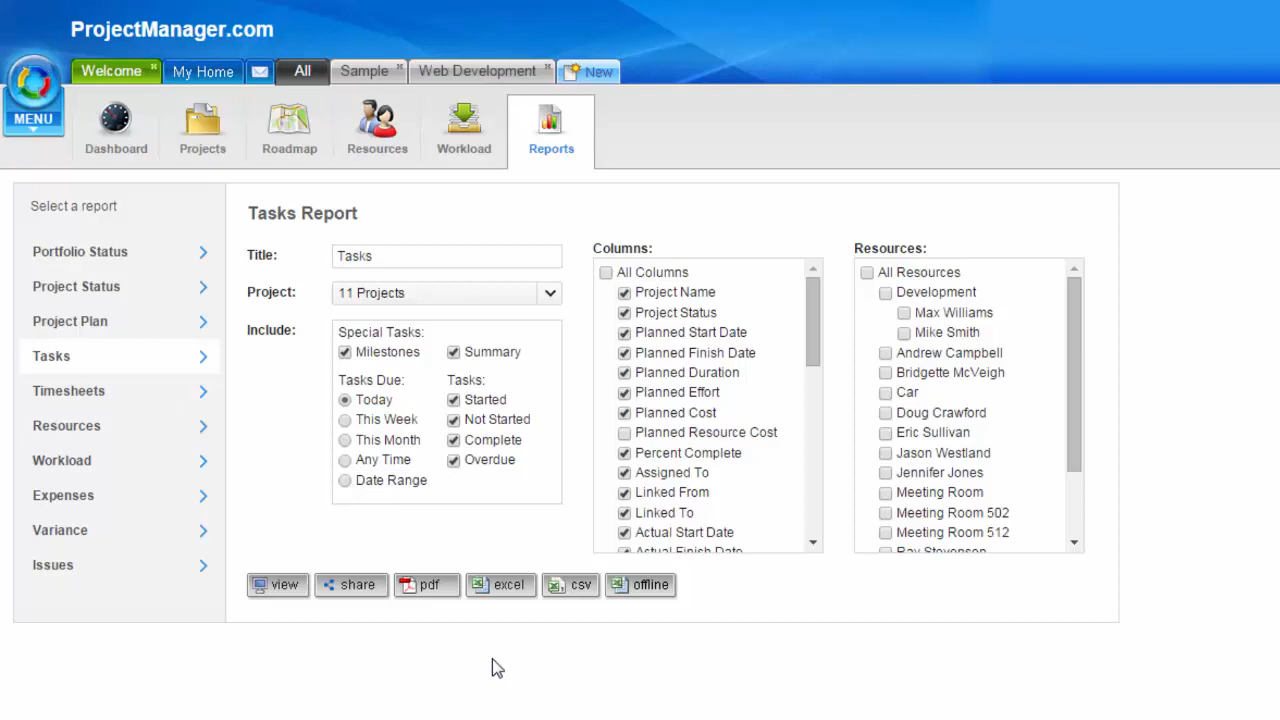 ProjectManager.com
Welcome
My Home
All
Sample
Web Development
New
MENU
Dashboard
Projects
Roadmap
Resources
Workload
Reports
Select a report
Portfolio Status
Project Status
Project Plan
Tasks
Timesheets
Resources
Workload
Expenses
Variance
Issues
Tasks Report
Title:
Tasks
Project:
11 Projects
Include:
Special Tasks:
Milestones
Summary
Tasks Due:
Tasks:
Today
Started
This Week
Not Started
This Month
Complete
Any Time
Overdue
Date Range
Columns:
All Columns
Project Name
Project Status
Planned Start Date
Planned Finish Date
Planned Duration
Planned Effort
Planned Cost
Planned Resource Cost
Percent Complete
Assigned To
Linked From
Linked To
Actual Start Date
Actual Finish Date
Resources:
All Resources
Development
Max Williams
Mike Smith
Andrew Campbell
Bridgette McVeigh
Car
Doug Crawford
Eric Sullivan
Jason Westland
Jennifer Jones
Meeting Room
Meeting Room 502
Meeting Room 512
Ray Stevenson
view
share
pdf
excel
csv
offline